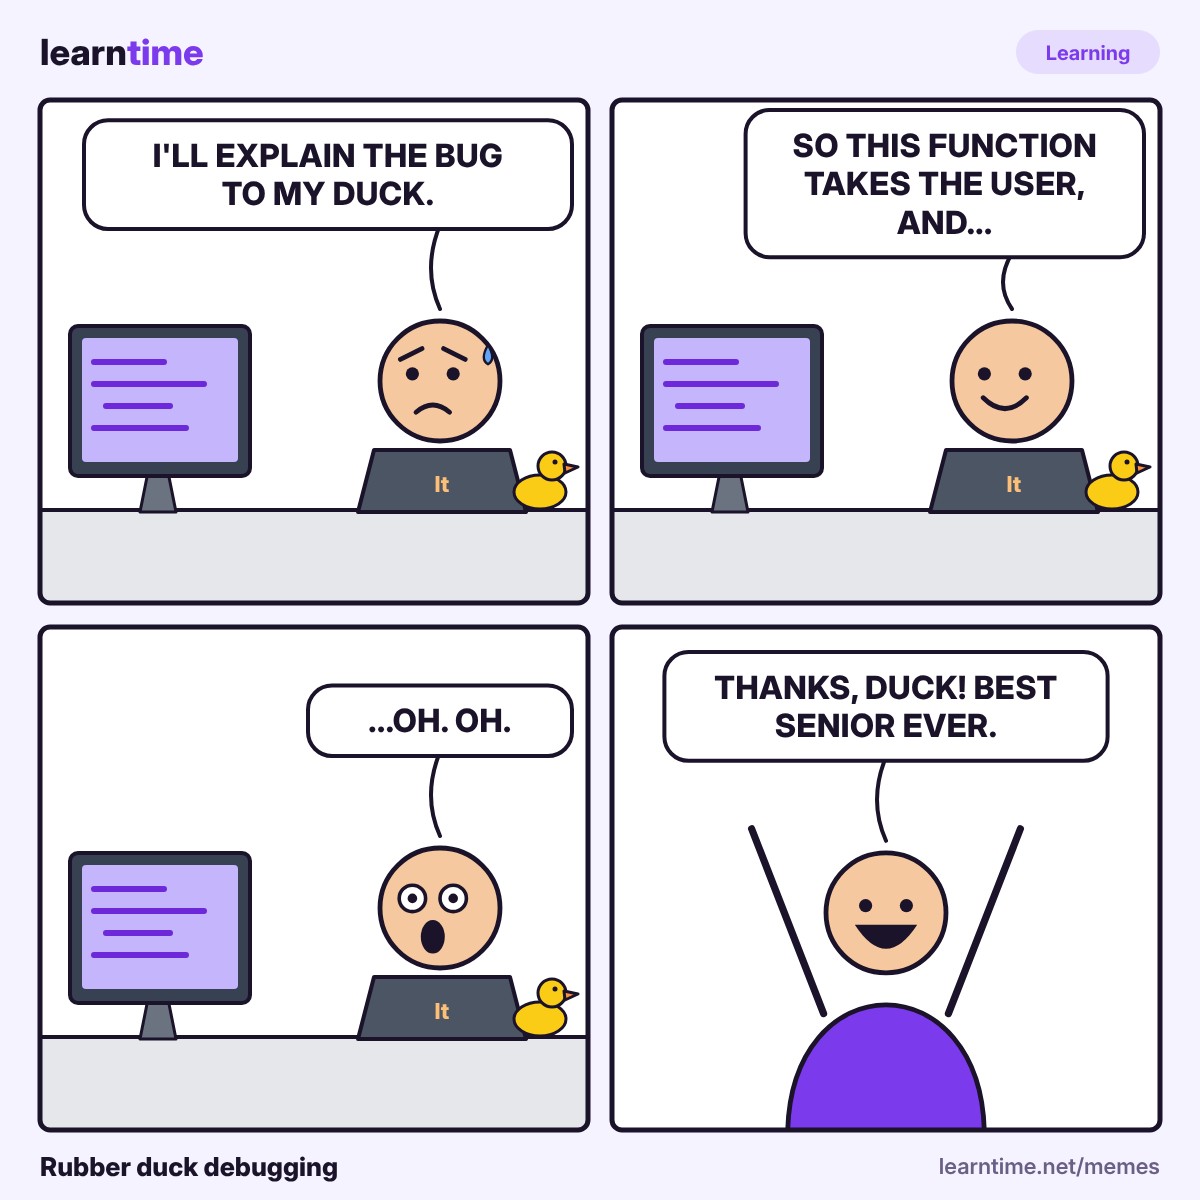 learntime
Learning
I'LL EXPLAIN THE BUG
TO MY DUCK.
SO THIS FUNCTION
TAKES THE USER,
AND...
lt
lt
...OH. OH.
THANKS, DUCK! BEST
SENIOR EVER.
lt
Rubber duck debugging
learntime.net/memes